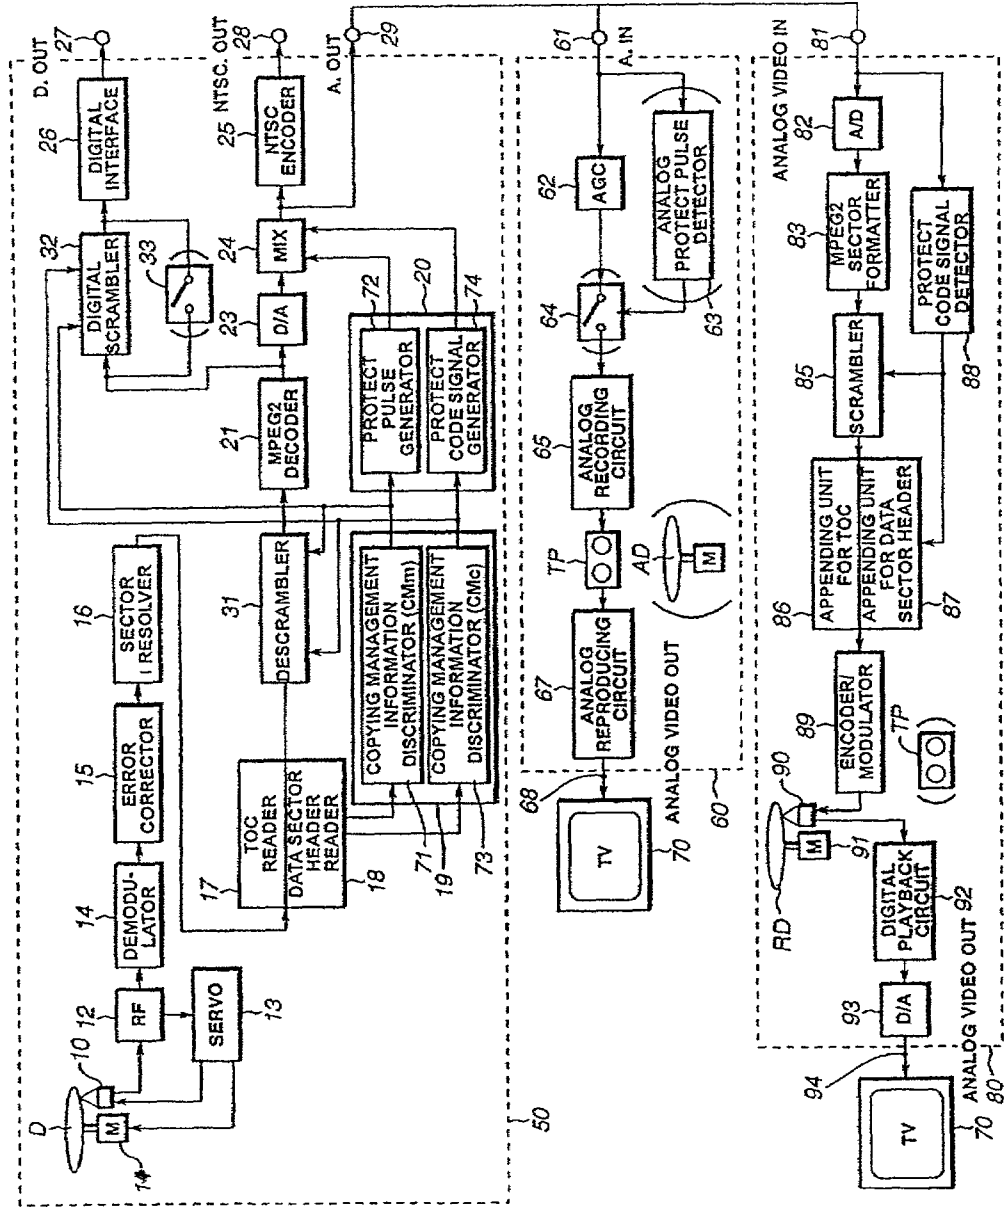 D. OUT
27
26
DIGITAL
INTERFACE
32
DIGITAL
SCRAMBLER
33
NTSC. OUT
28
25
NTSC
ENCODER
A. OUT
29
24
MIX
23
D/A
21
MPEG2
DECODER
20
72
PROTECT
PULSE
GENERATOR
74
PROTECT
CODE SIGNAL
GENERATOR
16
SECTOR
RESOLVER
15
ERROR
CORRECTOR
14
DEMODU-
LATOR
12
RF
13
SERVO
10
D
M
31
DESCRAMBLER
17
TOC
READER
DATA SECTOR
HEADER
READER
18
COPYING MANAGEMENT
INFORMATION
DISCRIMINATOR (CMm)
71
19
COPYING MANAGEMENT
INFORMATION
DISCRIMINATOR (CMc)
73
50
61
A. IN
62
AGC
ANALOG
PROTECT PULSE
DETECTOR
63
64
65
ANALOG
RECORDING
CIRCUIT
TP
AD
M
67
ANALOG
REPRODUCING
CIRCUIT
ANALOG VIDEO OUT
68
60
TV
70
81
ANALOG VIDEO IN
82
A/D
83
MPEG2
SECTOR
FORMATTER
PROTECT
CODE SIGNAL
DETECTOR
88
85
SCRAMBLER
86
APPENDING UNIT
FOR TOC
APPENDING UNIT
FOR DATA
SECTOR HEADER
87
89
ENCODER/
MODULATOR
TP
90
RD
M
91
DIGITAL
PLAYBACK
CIRCUIT
92
93
D/A
ANALOG VIDEO OUT
94
80
TV
70